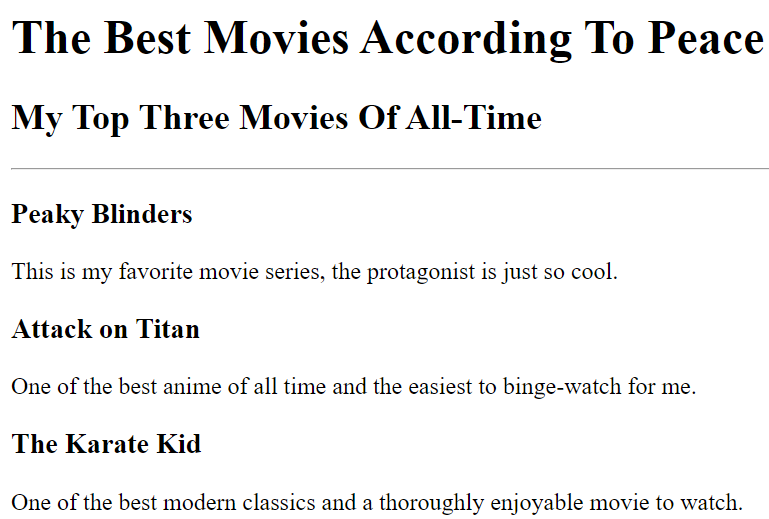 The Best Movies According To Peace
My Top Three Movies Of All-Time
Peaky Blinders
This is my favorite movie series, the protagonist is just so cool.
Attack on Titan
One of the best anime of all time and the easiest to binge-watch for me.
The Karate Kid
One of the best modern classics and a thoroughly enjoyable movie to watch.